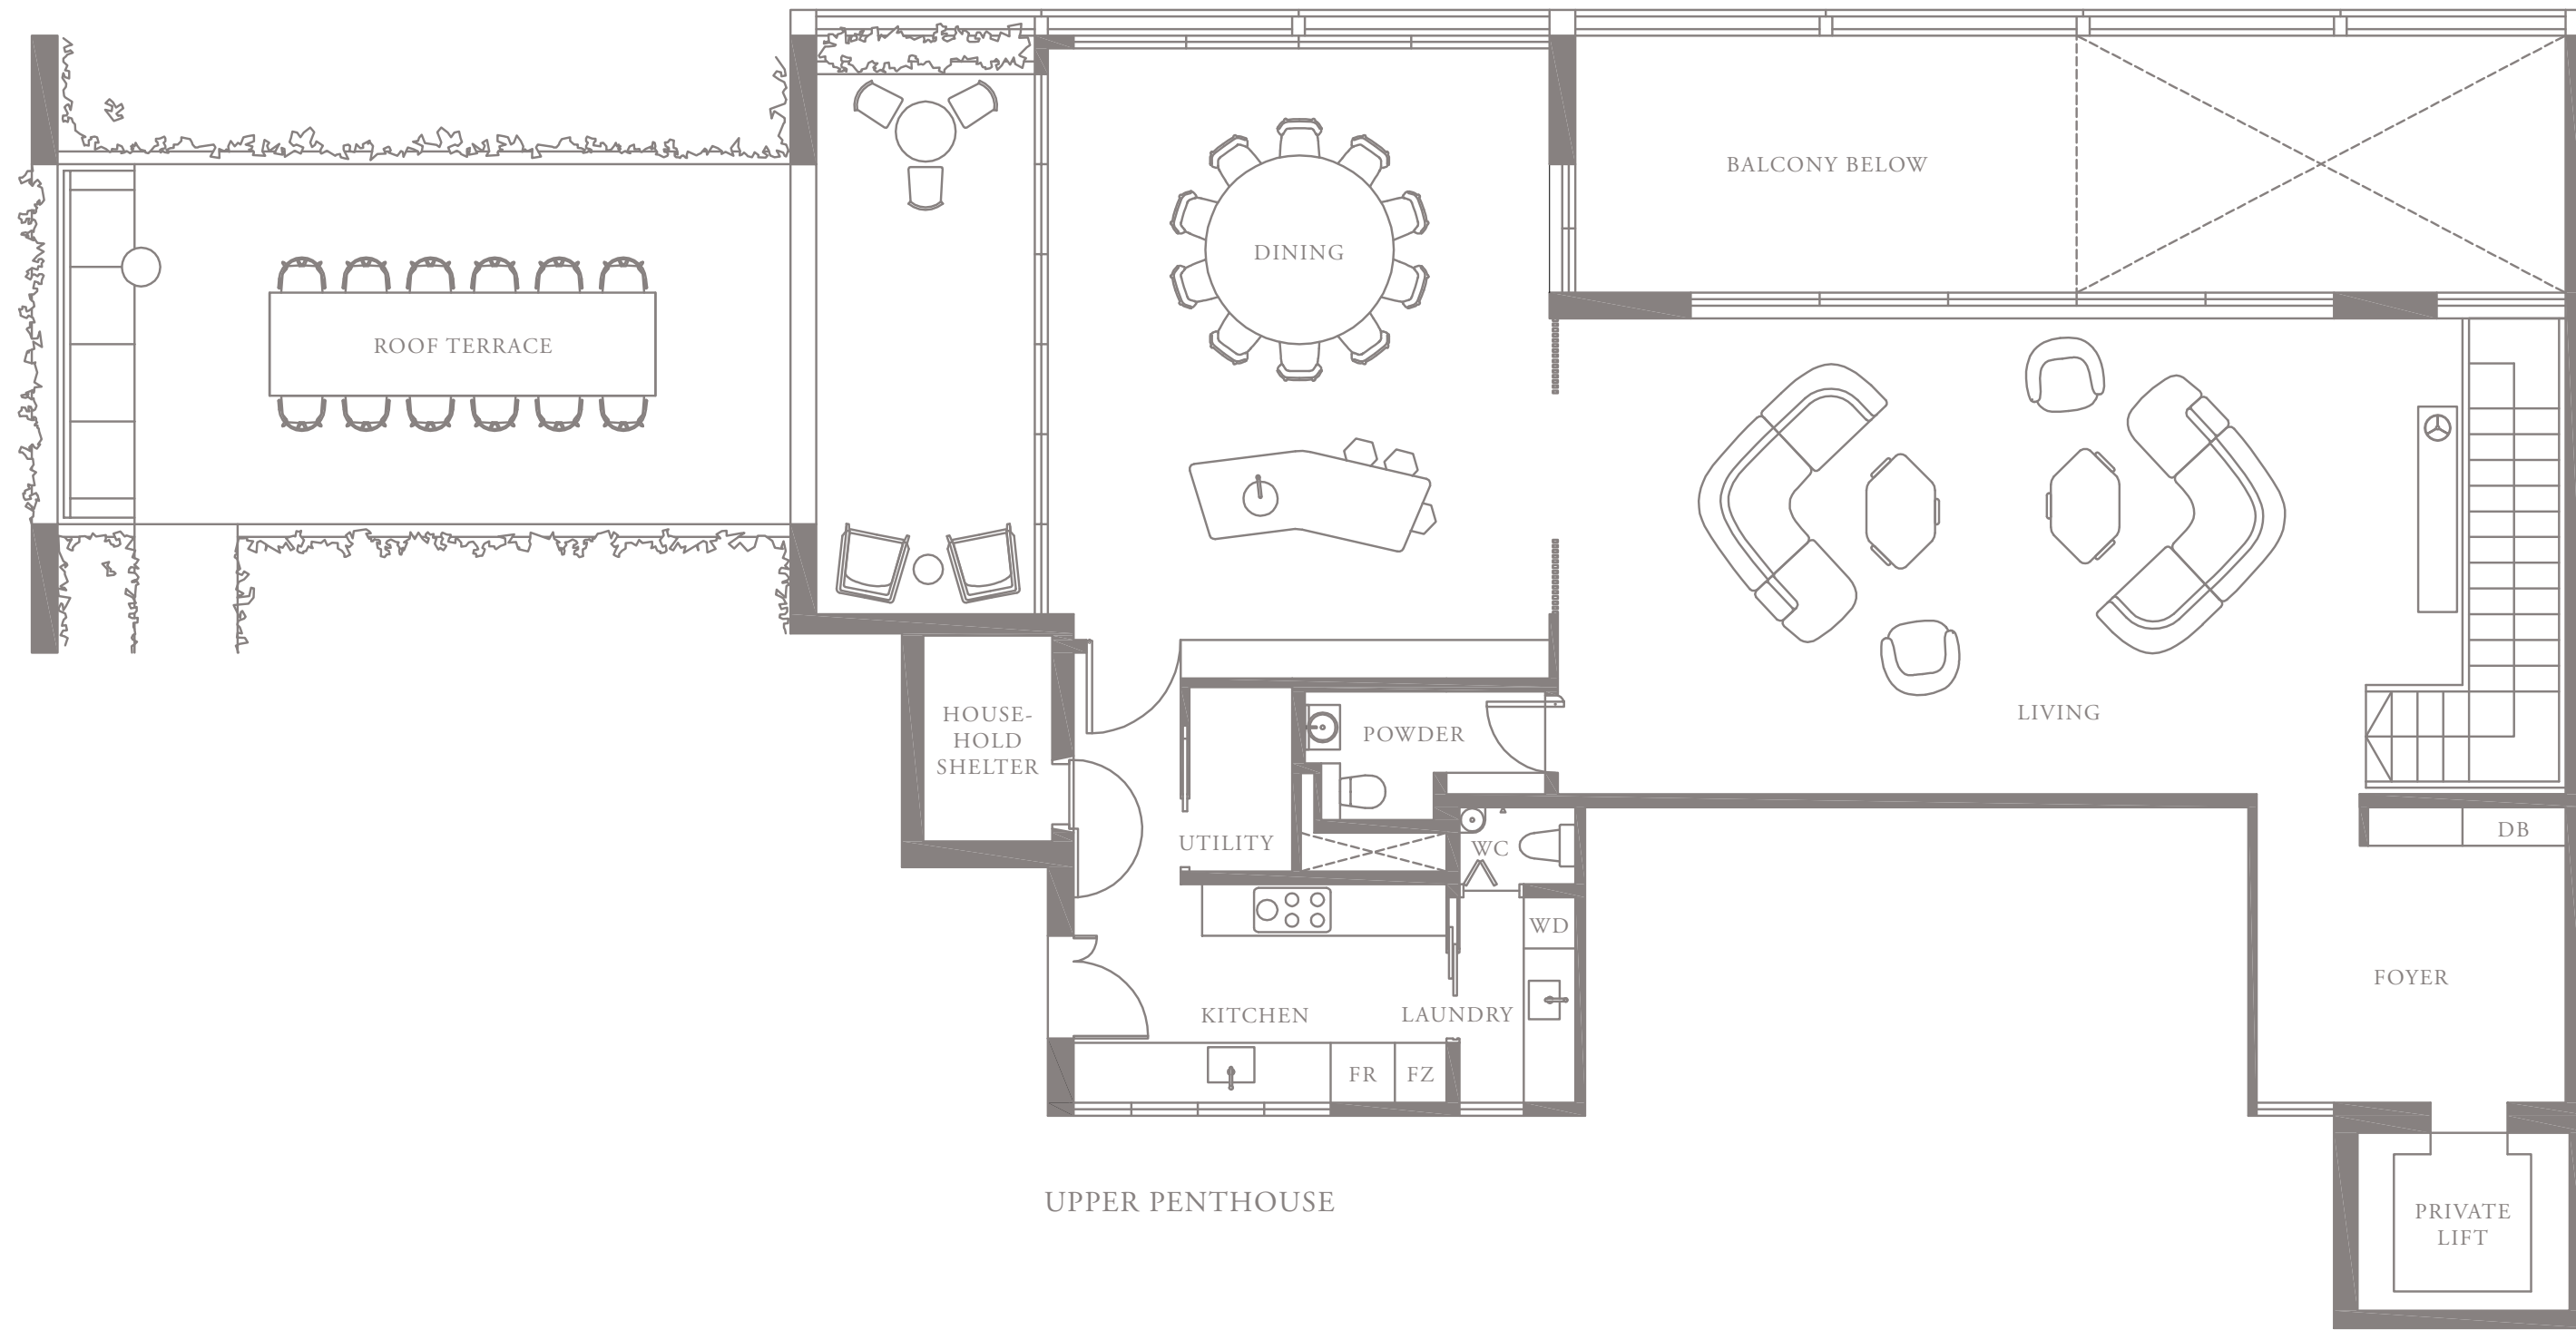 BALCONY BELOW
DINING
ROOF TERRACE
HOUSE-
HOLD
SHELTER
POWDER
LIVING
UTILITY
WC
DB
WD
FOYER
KITCHEN
LAUNDRY
FR
FZ
UPPER PENTHOUSE
PRIVATE
LIFT